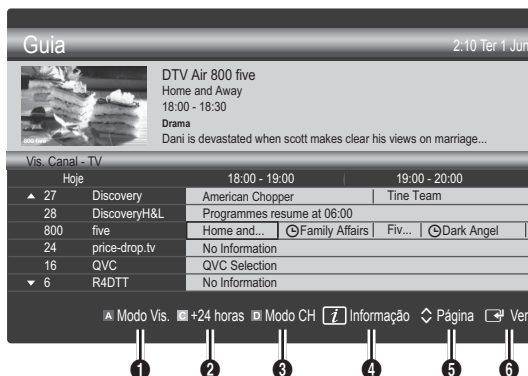 Guia
2:10 Ter 1 Jun
DTV Air 800 five
Home and Away
18:00 - 18:30
Drama
Dani is devastated when scott makes clear his views on marriage...
800 five
Vis. Canal - TV
Hoje 18:00 - 19:00 19:00 - 20:00
▲ 27 Discovery American Chopper Tine Team
28 DiscoveryH&L Programmes resume at 06:00
800 five Home and... Family Affairs Fiv... Dark Angel
24 price-drop.tv No Information
16 QVC QVC Selection
▼ 6 R4DTT No Information
A Modo Vis. C +24 horas D Modo CH i Informação Página Ver
1 2 3 4 5 6